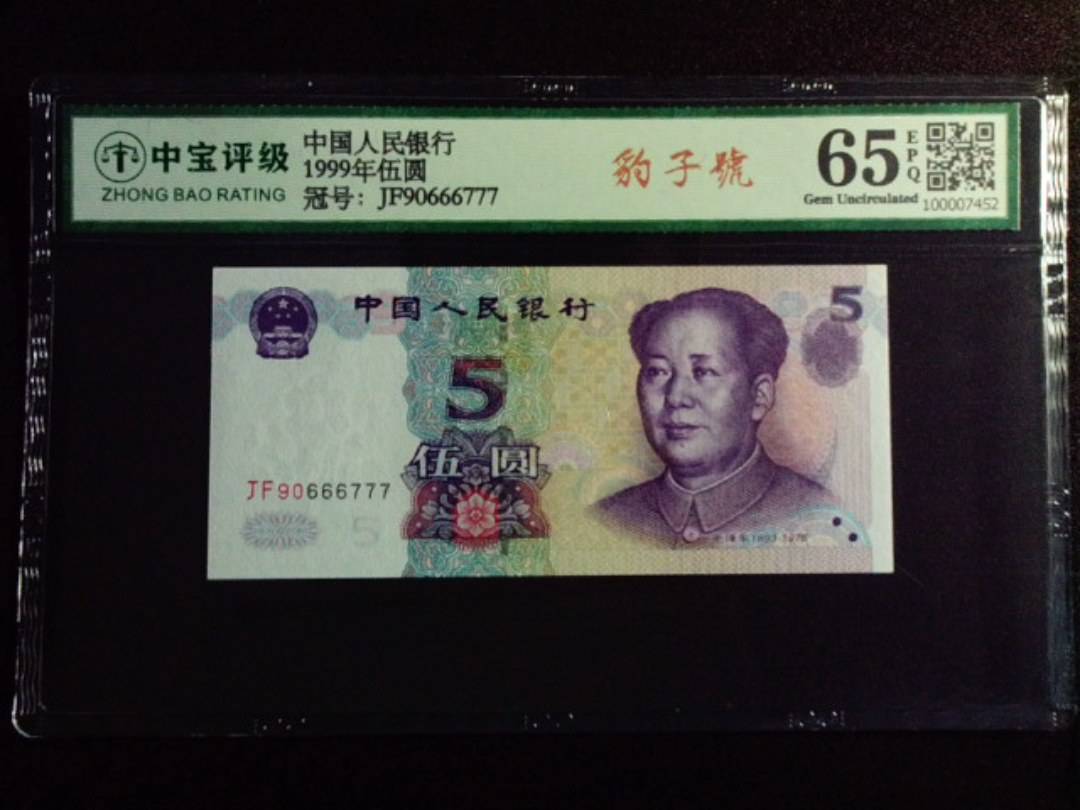 中宝评级
ZHONG BAO RATING
中国人民银行
1999年伍圆
冠号: JF90666777
豹子號
65
EPQ
Gem Uncirculated
100007452
中国人民银行
5
5
伍圆
JF90666777
5